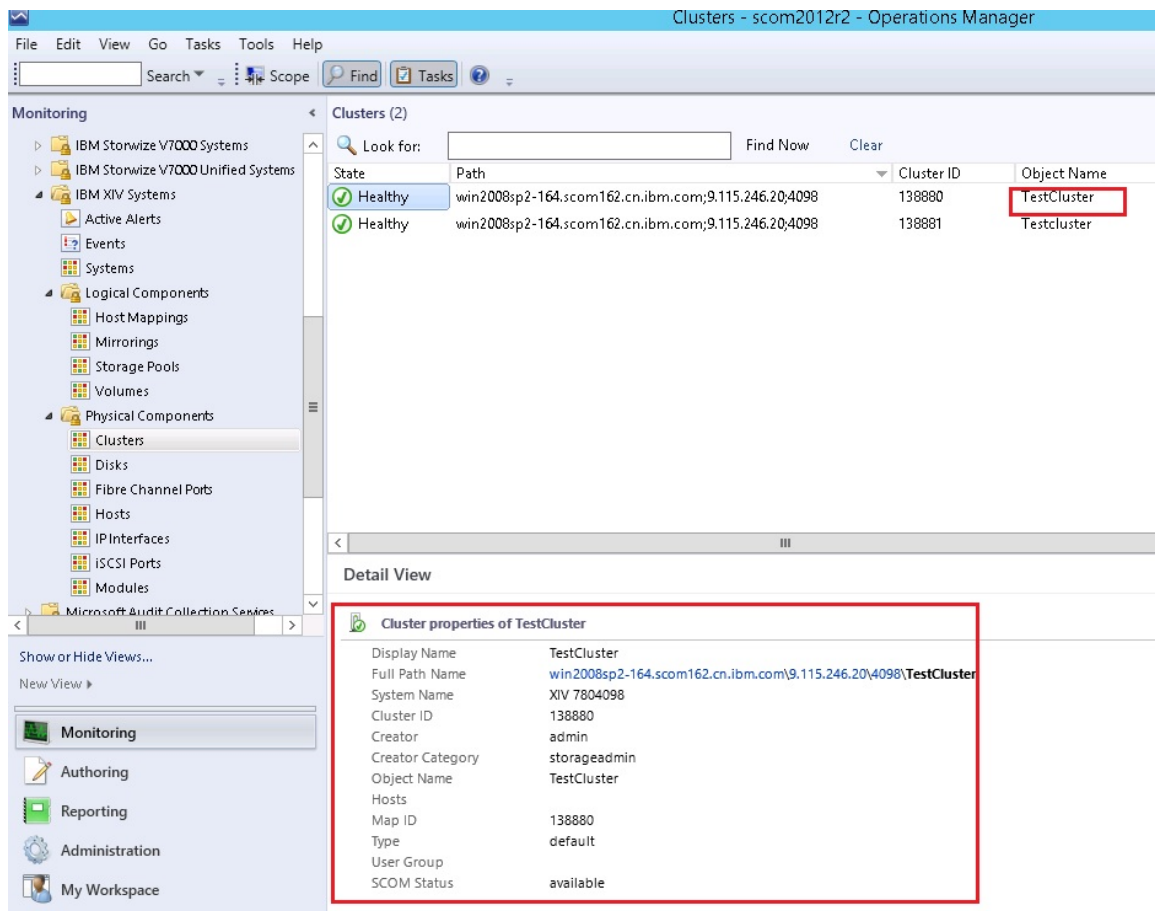 Clusters - scom2012r2 - Operations Manager
File Edit View Go Tasks Tools Help
Search Scope Find Tasks
Monitoring
IBM Storwize V7000 Systems
IBM Storwize V7000 Unified Systems
IBM XIV Systems
Active Alerts
Events
Systems
Logical Components
Host Mappings
Mirrorings
Storage Pools
Volumes
Physical Components
Clusters
Disks
Fibre Channel Ports
Hosts
IP Interfaces
iSCSI Ports
Modules
Microsoft Audit Collection Services
Show or Hide Views...
New View
Monitoring
Authoring
Reporting
Administration
My Workspace
Clusters (2)
Look for: Find Now Clear
State Path Cluster ID Object Name
Healthy win2008sp2-164.scom162.cn.ibm.com;9.115.246.20;4098 138880 TestCluster
Healthy win2008sp2-164.scom162.cn.ibm.com;9.115.246.20;4098 138881 Testcluster
Detail View
Cluster properties of TestCluster
Display Name TestCluster
Full Path Name win2008sp2-164.scom162.cn.ibm.com\9.115.246.20\4098\TestCluster
System Name XIV 7804098
Cluster ID 138880
Creator admin
Creator Category storageadmin
Object Name TestCluster
Hosts
Map ID 138880
Type default
User Group
SCOM Status available